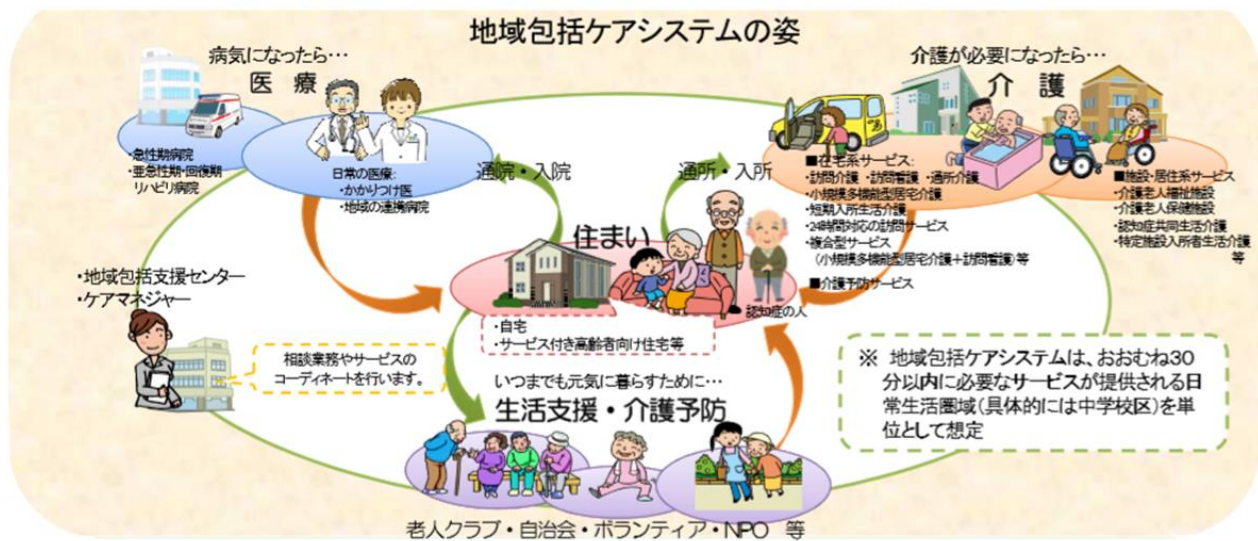 地域包括ケアシステムの姿
病気になったら…
医 療
・急性期病院
・亜急性期・回復期
リハビリ病院
日常の医療:
・かかりつけ医
・地域の連携病院
通院・入院
介護が必要になったら…
介 護
通所・入所
■在宅系サービス:
・訪問介護・訪問看護・通所介護
・小規模多機能型居宅介護
・短期入所生活介護
・24時間対応の訪問サービス
・複合型サービス
(小規模多機能型居宅介護+訪問看護)等
■介護予防サービス
■施設・居住系サービス
・介護老人福祉施設
・介護老人保健施設
・認知症共同生活介護
・特定施設入所者生活介護
等
住まい
認知症の人
・自宅
・サービス付き高齢者向け住宅等
・地域包括支援センター
・ケアマネジャー
相談業務やサービスの
コーディネートを行います。
いつまでも元気に暮らすために…
生活支援・介護予防
老人クラブ・自治会・ボランティア・NPO 等
※ 地域包括ケアシステムは、おおむね30
分以内に必要なサービスが提供される日
常生活圏域(具体的には中学校区)を単
位として想定